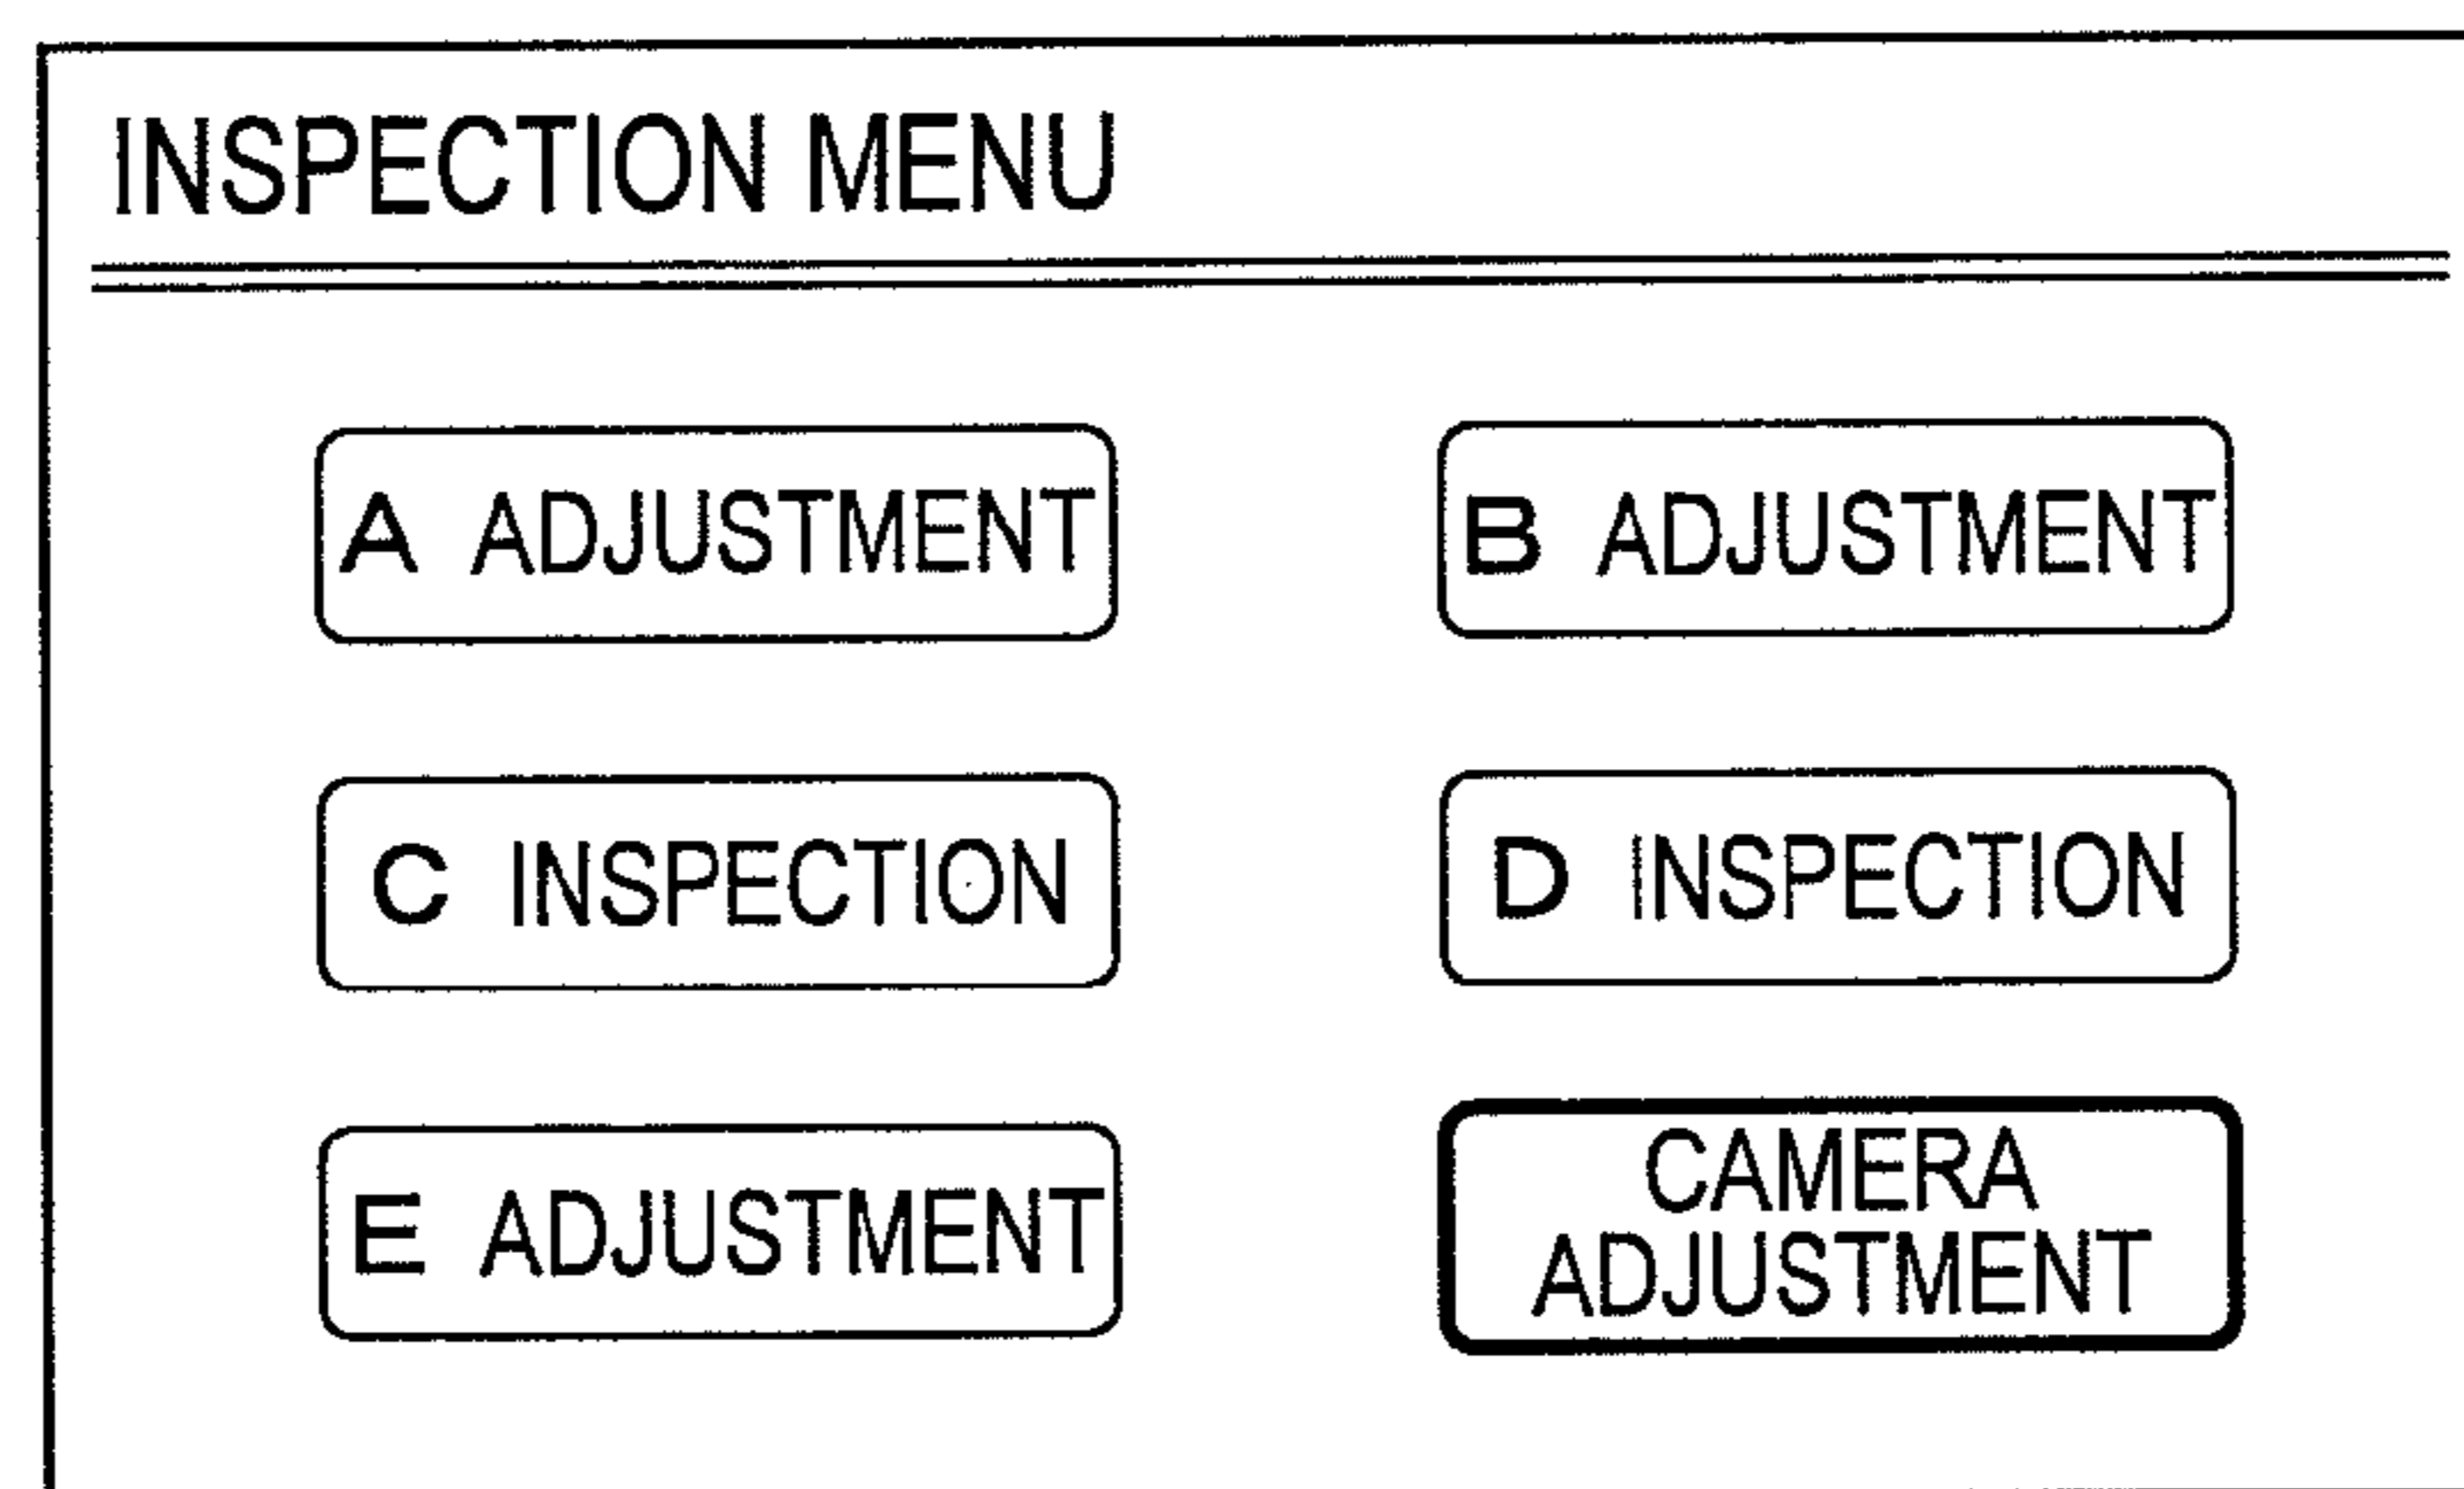 INSPECTION MENU
A ADJUSTMENT
B ADJUSTMENT
C INSPECTION
D INSPECTION
E ADJUSTMENT
CAMERA
ADJUSTMENT